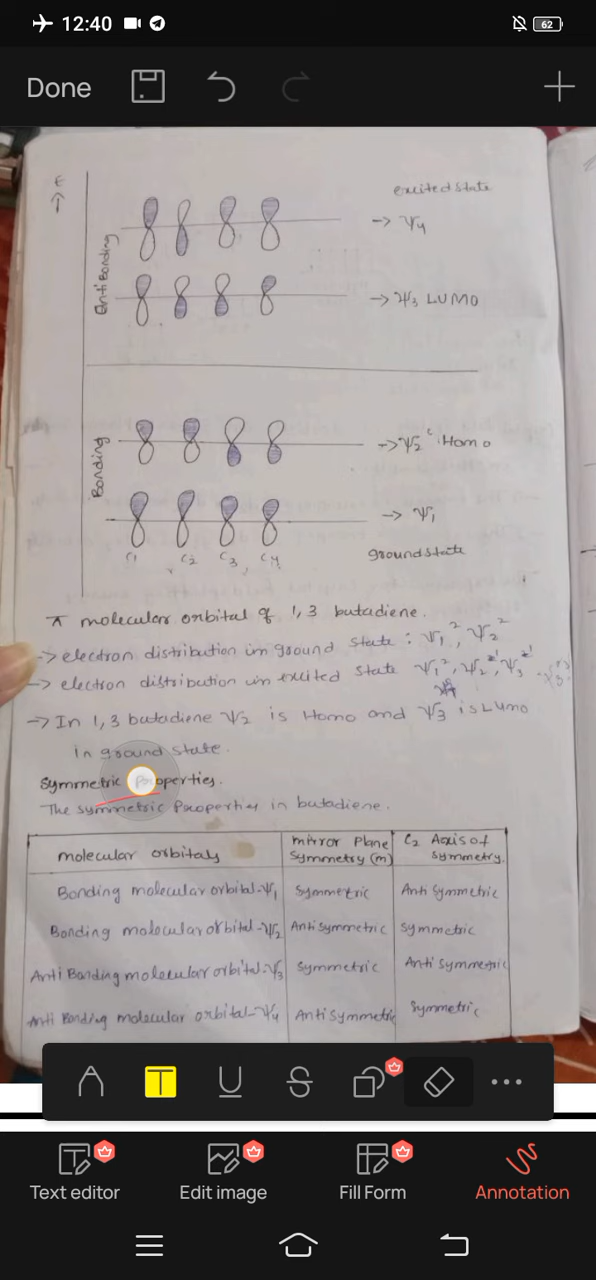 12:40
62
Done
→ E
excited state
Anti Bonding
→ Ψ4
→ Ψ3 LUMO
Bonding
→ Ψ2 Homo
→ Ψ1
C1 C2 C3 C4
ground state
π molecular orbital of 1,3 butadiene.
→ electron distribution in ground state : Ψ1², Ψ2²
→ electron distribution in excited state Ψ1², Ψ2¹, Ψ3¹
→ In 1,3 butadiene Ψ2 is Homo and Ψ3 is LUMO
in ground state.
Symmetric Properties.
The symmetric Properties in butadiene.
molecular orbitals | mirror Plane Symmetry (m) | C2 Axis of Symmetry.
Bonding molecular orbital-Ψ1 | Symmetric | Anti Symmetric
Bonding molecular orbital-Ψ2 | Anti symmetric | Symmetric
Anti Bonding molecular orbital-Ψ3 | Symmetric | Anti Symmetric
Anti Bonding molecular orbital-Ψ4 | Anti Symmetric | Symmetric
T U S
Text editor
Edit image
Fill Form
Annotation